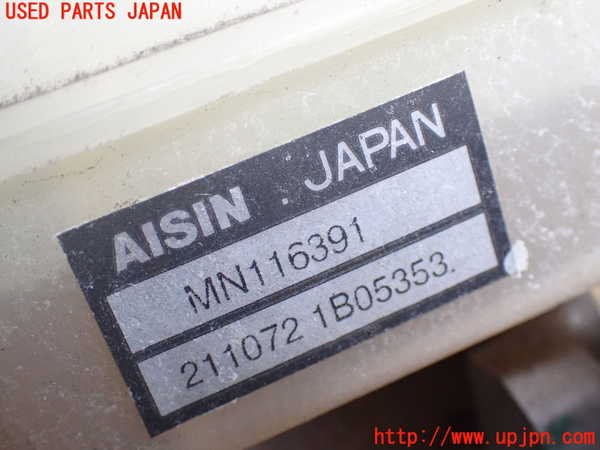 USED PARTS JAPAN
AISIN . JAPAN
MN116391
211072 1B05353.
http://www.upjpn.com/